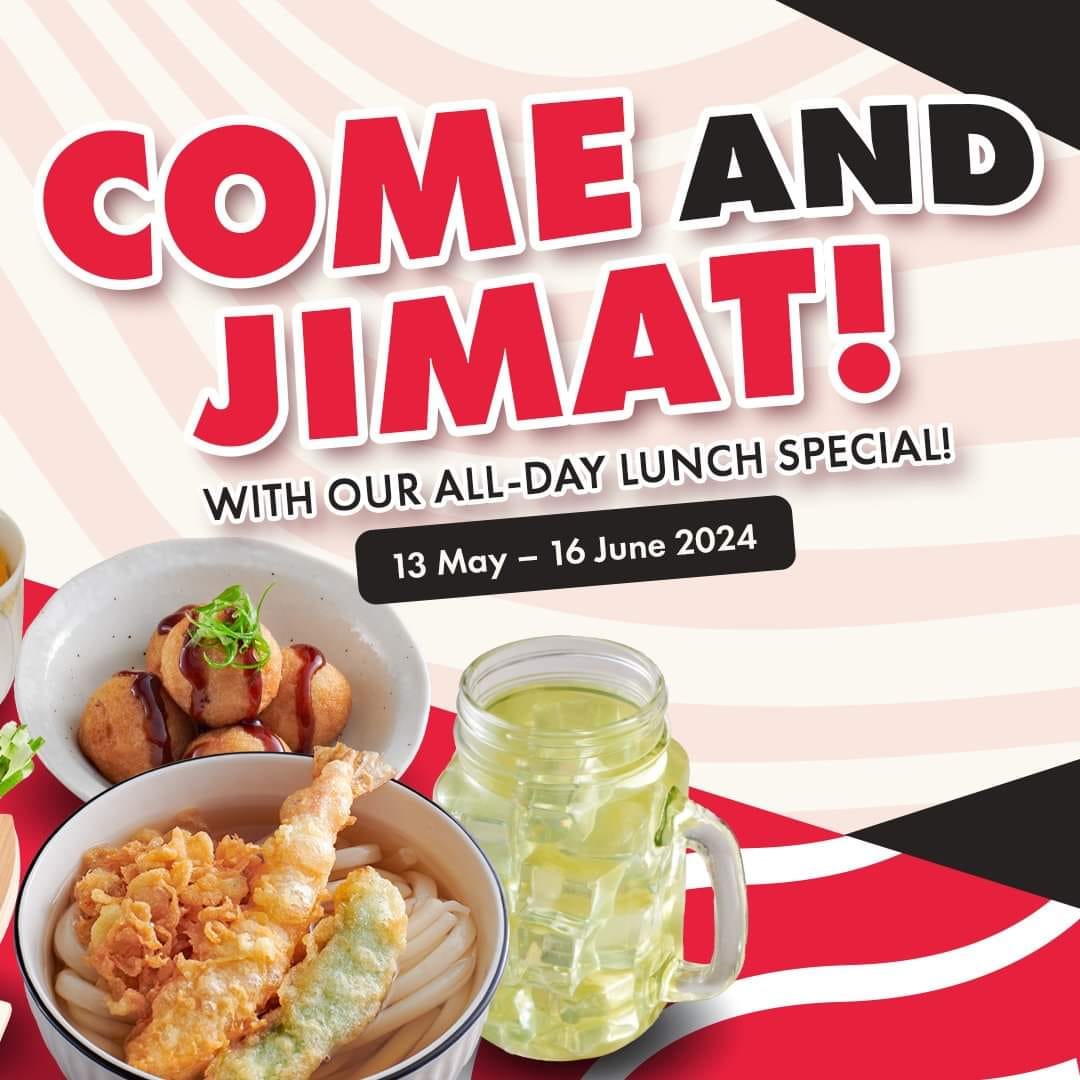 COME AND
JIMAT!
WITH OUR ALL-DAY LUNCH SPECIAL!
13 May – 16 June 2024